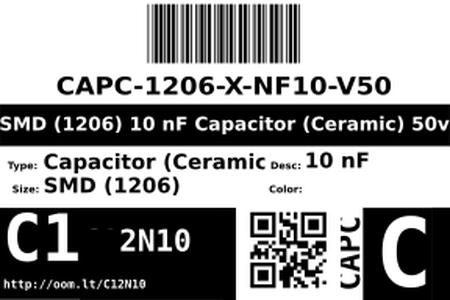 CAPC-1206-X-NF10-V50
SMD (1206) 10 nF Capacitor (Ceramic) 50v
Type: Capacitor (Ceramic Desc: 10 nF
Size: SMD (1206) Color:
C1 2N10
CAPC
C
http://oom.lt/C12N10